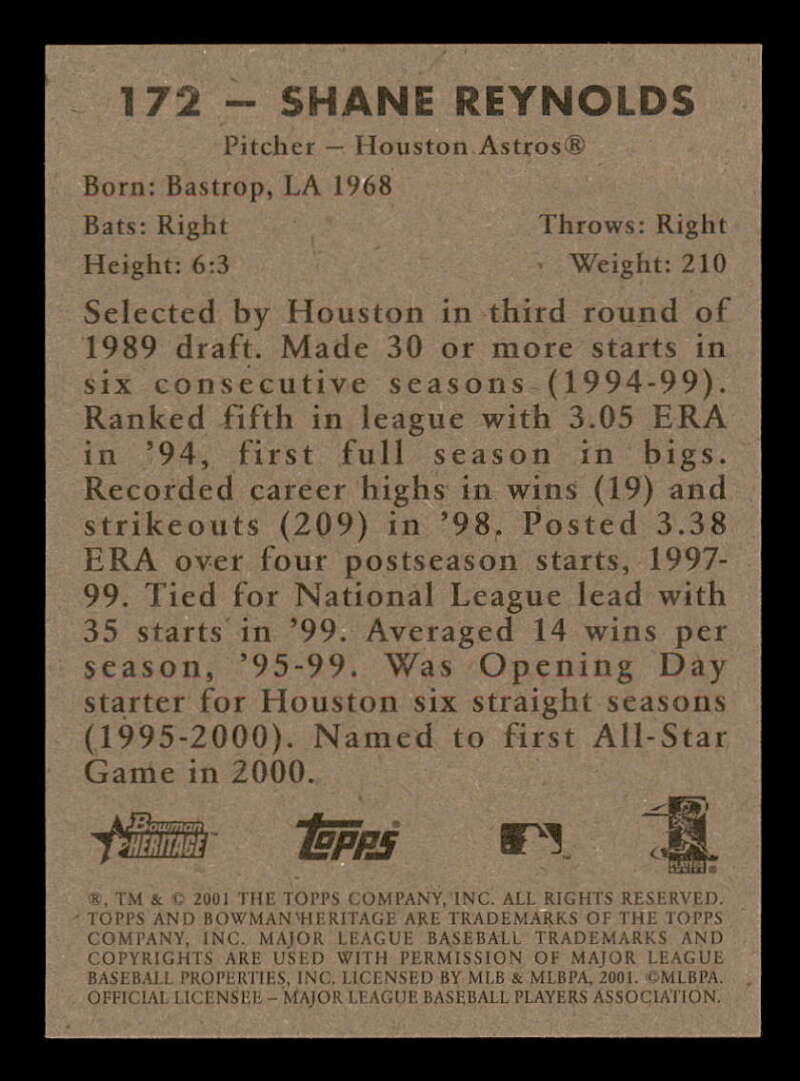 172 – SHANE REYNOLDS
Pitcher – Houston Astros®
Born: Bastrop, LA 1968
Bats: Right Throws: Right
Height: 6:3 Weight: 210
Selected by Houston in third round of
1989 draft. Made 30 or more starts in
six consecutive seasons (1994-99).
Ranked fifth in league with 3.05 ERA
in ’94, first full season in bigs.
Recorded career highs in wins (19) and
strikeouts (209) in ’98. Posted 3.38
ERA over four postseason starts, 1997-
99. Tied for National League lead with
35 starts in ’99. Averaged 14 wins per
season, ’95-99. Was Opening Day
starter for Houston six straight seasons
(1995-2000). Named to first All-Star
Game in 2000.
Bowman HERITAGE™ Topps
®, TM & © 2001 THE TOPPS COMPANY, INC. ALL RIGHTS RESERVED.
TOPPS AND BOWMAN HERITAGE ARE TRADEMARKS OF THE TOPPS
COMPANY, INC. MAJOR LEAGUE BASEBALL TRADEMARKS AND
COPYRIGHTS ARE USED WITH PERMISSION OF MAJOR LEAGUE
BASEBALL PROPERTIES, INC. LICENSED BY MLB & MLBPA, 2001. ©MLBPA.
OFFICIAL LICENSEE – MAJOR LEAGUE BASEBALL PLAYERS ASSOCIATION.